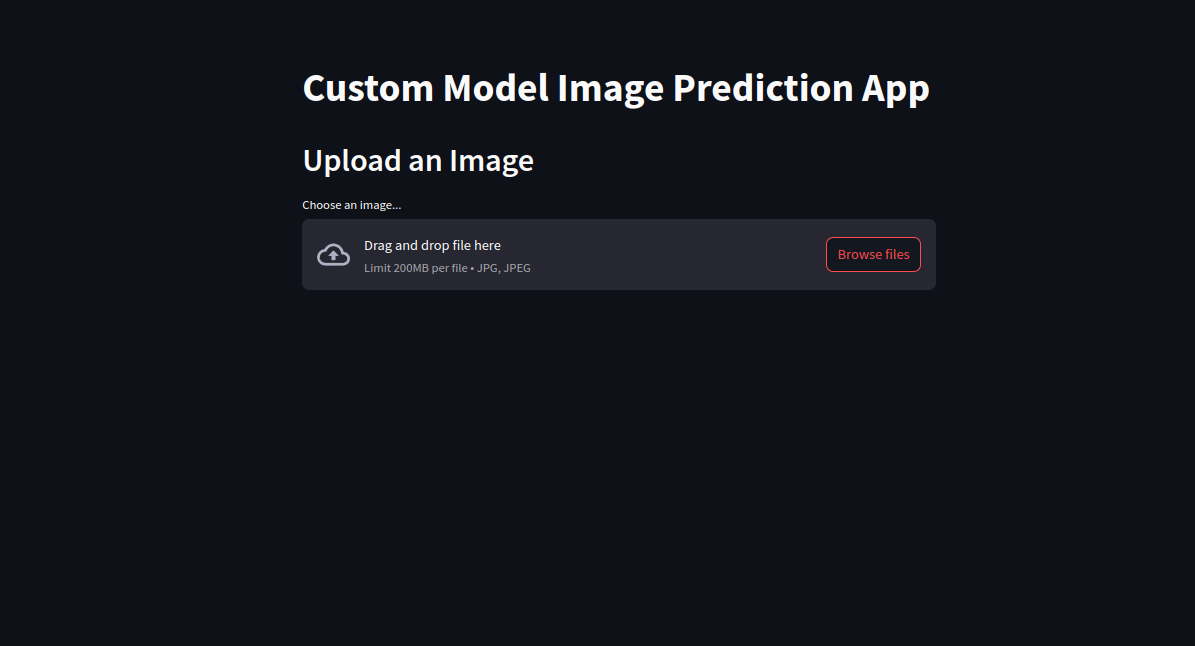 Custom Model Image Prediction App
Upload an Image
Choose an image...
Drag and drop file here
Limit 200MB per file • JPG, JPEG
Browse files